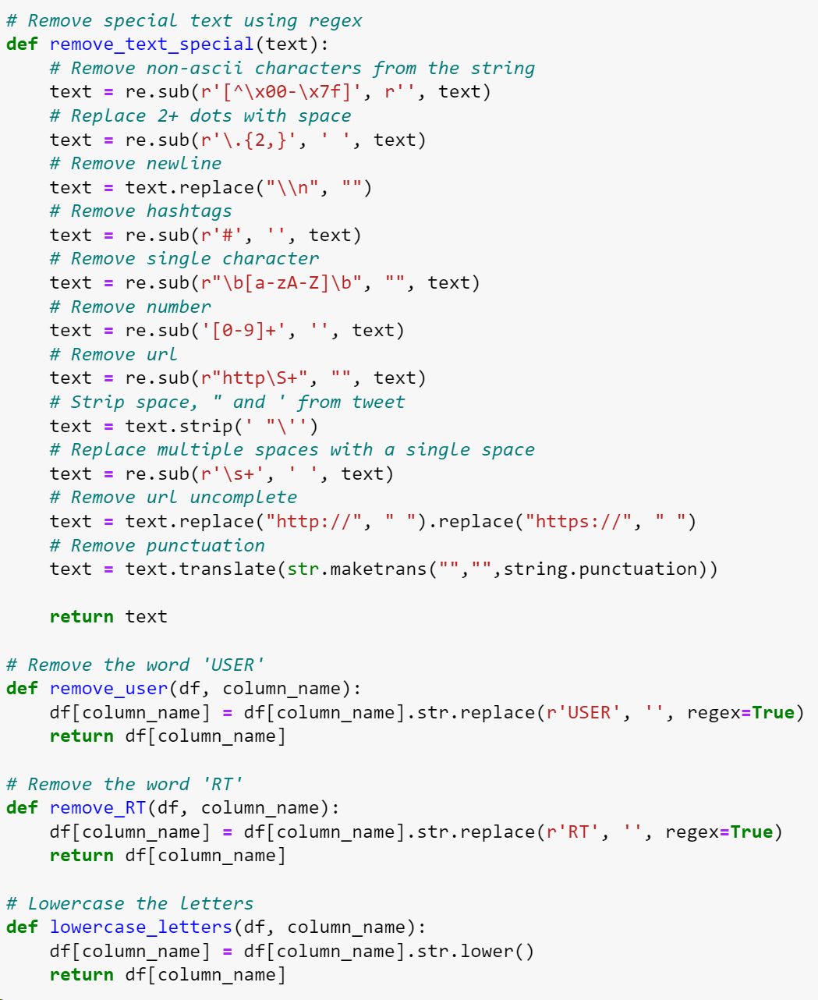 # Remove special text using regex
def remove_text_special(text):
    # Remove non-ascii characters from the string
    text = re.sub(r'[^\x00-\x7f]', r'', text)
    # Replace 2+ dots with space
    text = re.sub(r'\.{2,}', ' ', text)
    # Remove newline
    text = text.replace("\\n", "")
    # Remove hashtags
    text = re.sub(r'#', '', text)
    # Remove single character
    text = re.sub(r"\b[a-zA-Z]\b", "", text)
    # Remove number
    text = re.sub('[0-9]+', '', text)
    # Remove url
    text = re.sub(r"http\S+", "", text)
    # Strip space, " and ' from tweet
    text = text.strip(' "\'')
    # Replace multiple spaces with a single space
    text = re.sub(r'\s+', ' ', text)
    # Remove url uncomplete
    text = text.replace("http://", " ").replace("https://", " ")
    # Remove punctuation
    text = text.translate(str.maketrans("","",string.punctuation))

    return text

# Remove the word 'USER'
def remove_user(df, column_name):
    df[column_name] = df[column_name].str.replace(r'USER', '', regex=True)
    return df[column_name]

# Remove the word 'RT'
def remove_RT(df, column_name):
    df[column_name] = df[column_name].str.replace(r'RT', '', regex=True)
    return df[column_name]

# Lowercase the letters
def lowercase_letters(df, column_name):
    df[column_name] = df[column_name].str.lower()
    return df[column_name]